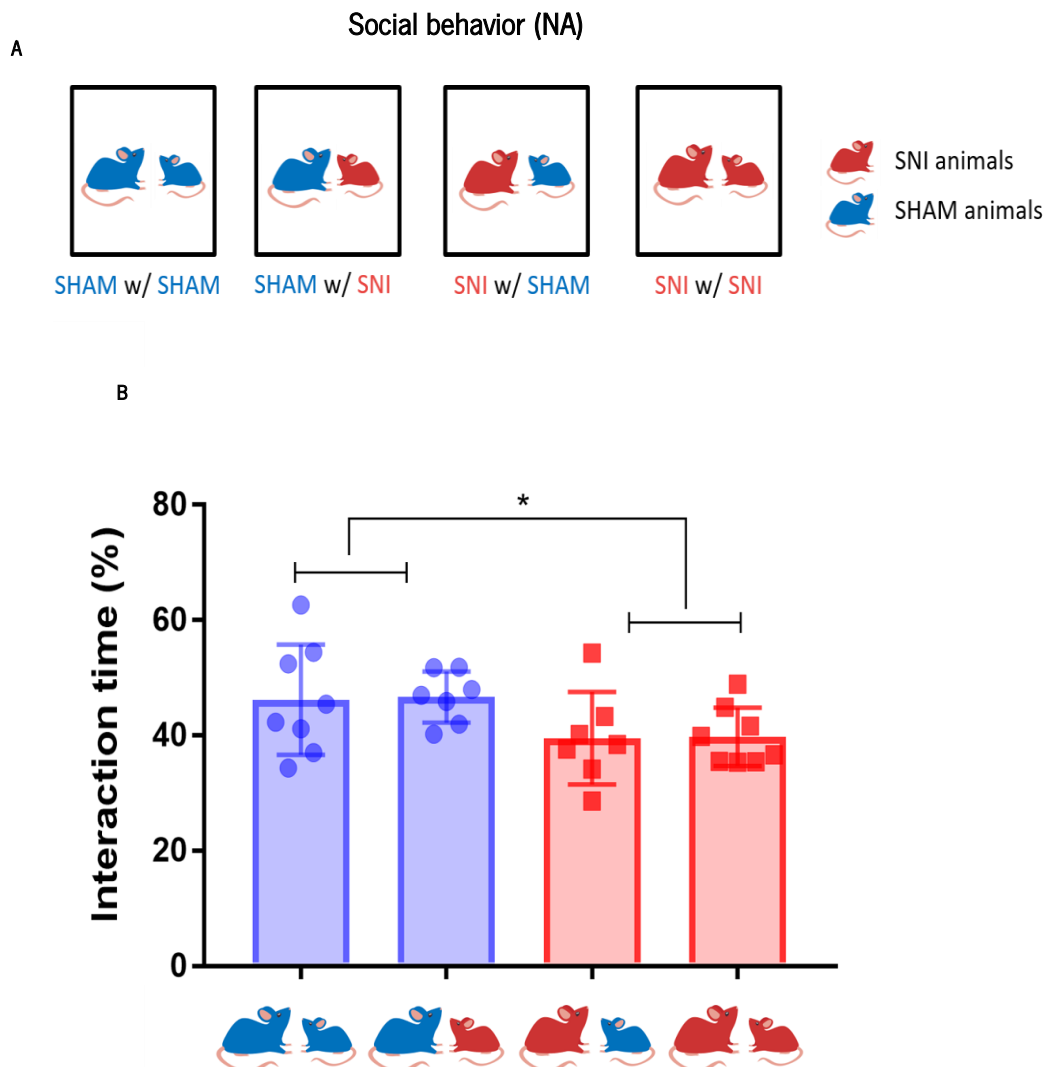 Social behavior (NA)
A
SNI animals
SHAM animals
SHAM w/ SHAM
SHAM w/ SNI
SNI w/ SHAM
SNI w/ SNI
B
Interaction time (%)
80
60
40
20
0
*